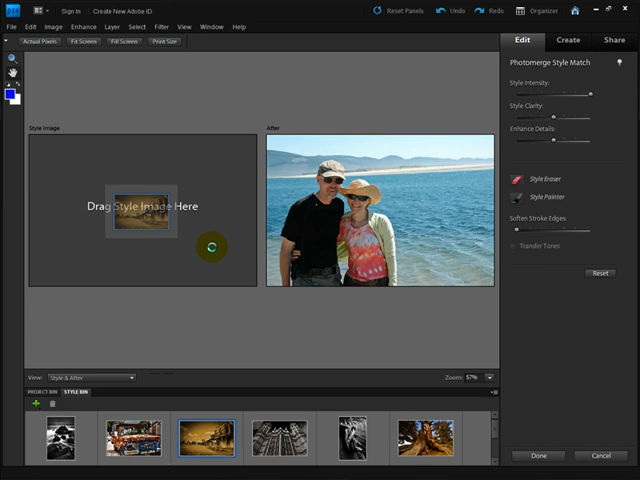 pse Sign In Create New Adobe ID Reset Panels Undo Redo Organizer
File Edit Image Enhance Layer Select Filter View Window Help
Actual Pixels Fit Screen Fill Screen Print Size
Edit Create Share
Photomerge Style Match
Style Intensity:
Style Clarity:
Enhance Details:
Style Image After
Drag Style Image Here
Style Eraser
Style Painter
Soften Stroke Edges:
Transfer Tones
Reset
View: Style & After Zoom: 57%
PROJECT BIN STYLE BIN
Done Cancel